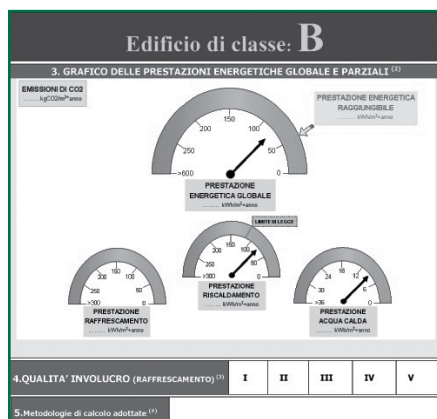 Edificio di classe: B
3. GRAFICO DELLE PRESTAZIONI ENERGETICHE GLOBALE E PARZIALI (2)
EMISSIONI DI CO2
........kgCO2/m²*anno
PRESTAZIONE ENERGETICA
RAGGIUNGIBILE
........ kWh/m²*anno
>600 250 200 150 100 50 0
PRESTAZIONE
ENERGETICA GLOBALE
........ kWh/m²*anno
LIMITE DI LEGGE
>300 250 200 150 100 50 0
PRESTAZIONE
RAFFRESCAMENTO
........ kWh/m²*anno
>300 250 200 150 100 50 0
PRESTAZIONE
RISCALDAMENTO
........ kWh/m²*anno
>36 30 24 18 12 6 0
PRESTAZIONE
ACQUA CALDA
........ kWh/m²*anno
4.QUALITA' INVOLUCRO (RAFFRESCAMENTO) (3) I II III IV V
5.Metodologie di calcolo adottate (4)